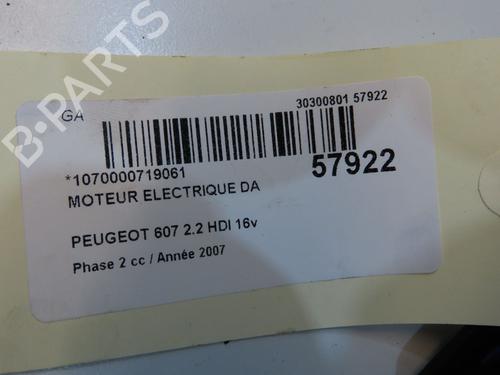 B-PARTS
GA
30300801 57922
*1070000719061
57922
MOTEUR ELECTRIQUE DA
PEUGEOT 607 2.2 HDI 16v
Phase 2 cc / Année 2007